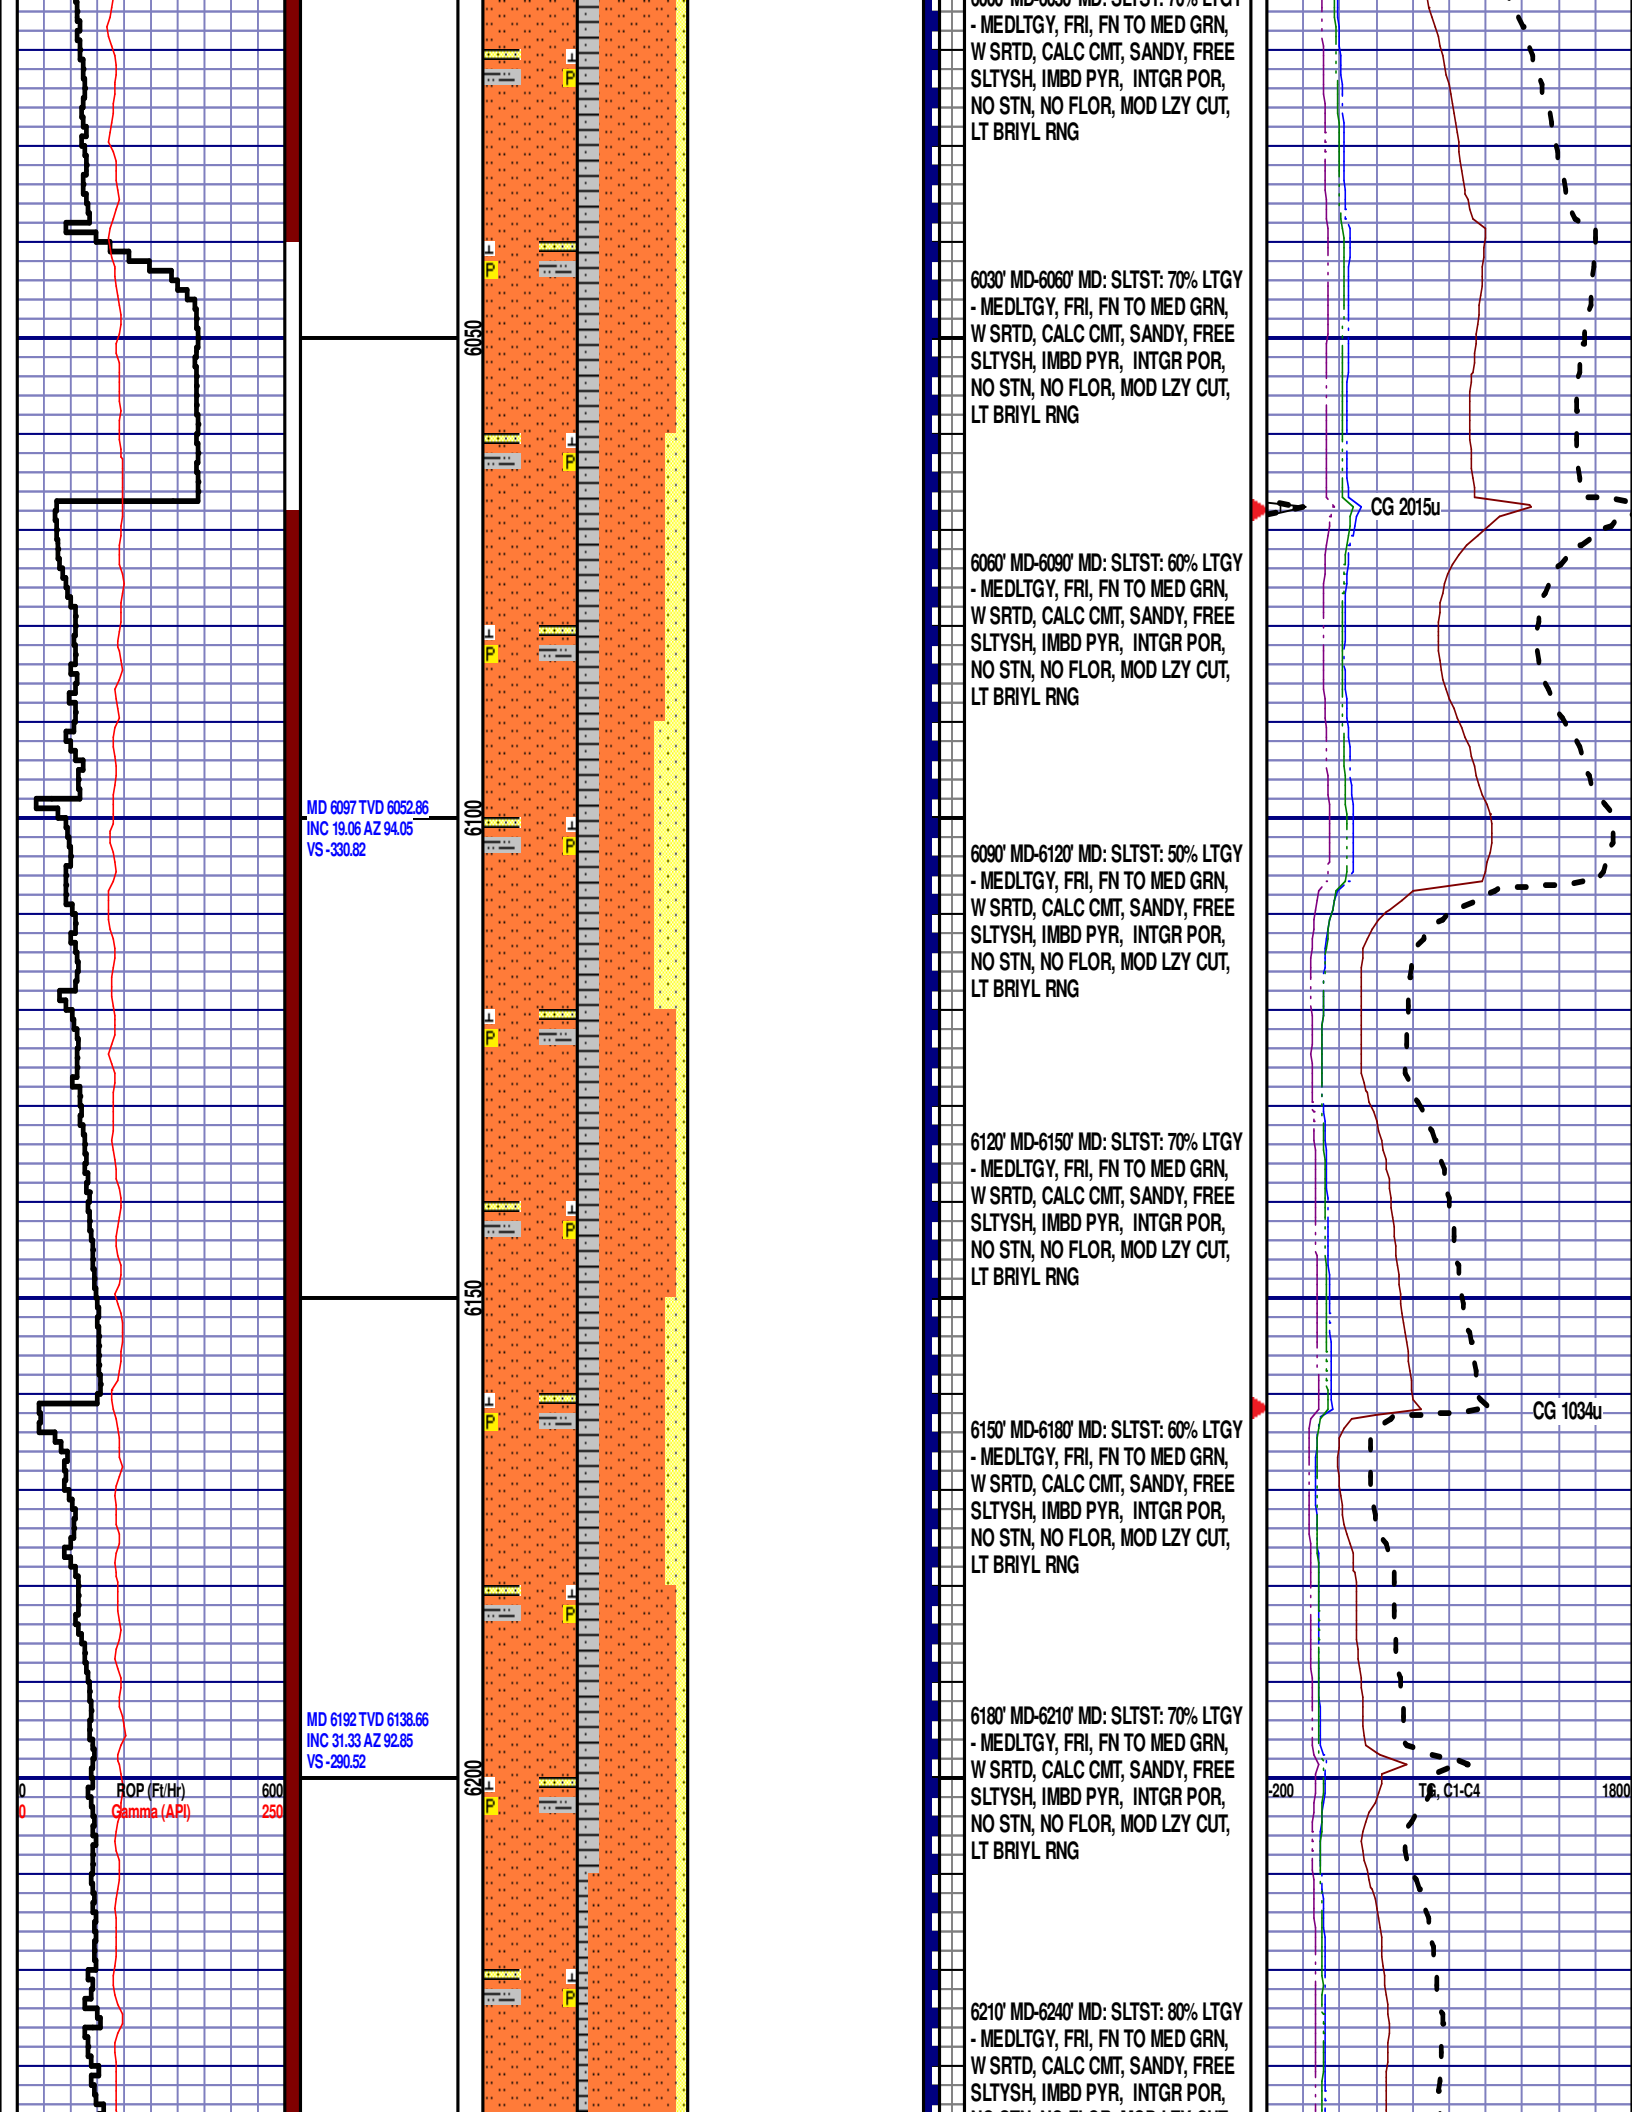 6000' MD-6030' MD: SLTST: 70% LTGY
- MEDLTGY, FRI, FN TO MED GRN,
W SRTD, CALC CMT, SANDY, FREE
SLTYSH, IMBD PYR, INTGR POR,
NO STN, NO FLOR, MOD LZY CUT,
LT BRIYL RNG
P
P
6030' MD-6060' MD: SLTST: 70% LTGY
- MEDLTGY, FRI, FN TO MED GRN,
W SRTD, CALC CMT, SANDY, FREE
SLTYSH, IMBD PYR, INTGR POR,
NO STN, NO FLOR, MOD LZY CUT,
LT BRIYL RNG
6050
P
CG 2015u
6060' MD-6090' MD: SLTST: 60% LTGY
- MEDLTGY, FRI, FN TO MED GRN,
W SRTD, CALC CMT, SANDY, FREE
SLTYSH, IMBD PYR, INTGR POR,
NO STN, NO FLOR, MOD LZY CUT,
LT BRIYL RNG
P
MD 6097 TVD 6052.86
INC 19.06 AZ 94.05
VS -330.82
6100
P
6090' MD-6120' MD: SLTST: 50% LTGY
- MEDLTGY, FRI, FN TO MED GRN,
W SRTD, CALC CMT, SANDY, FREE
SLTYSH, IMBD PYR, INTGR POR,
NO STN, NO FLOR, MOD LZY CUT,
LT BRIYL RNG
P
6120' MD-6150' MD: SLTST: 70% LTGY
- MEDLTGY, FRI, FN TO MED GRN,
W SRTD, CALC CMT, SANDY, FREE
SLTYSH, IMBD PYR, INTGR POR,
NO STN, NO FLOR, MOD LZY CUT,
LT BRIYL RNG
P
6150
P
CG 1034u
6150' MD-6180' MD: SLTST: 60% LTGY
- MEDLTGY, FRI, FN TO MED GRN,
W SRTD, CALC CMT, SANDY, FREE
SLTYSH, IMBD PYR, INTGR POR,
NO STN, NO FLOR, MOD LZY CUT,
LT BRIYL RNG
P
MD 6192 TVD 6138.66
INC 31.33 AZ 92.85
VS -290.52
6180' MD-6210' MD: SLTST: 70% LTGY
- MEDLTGY, FRI, FN TO MED GRN,
W SRTD, CALC CMT, SANDY, FREE
SLTYSH, IMBD PYR, INTGR POR,
NO STN, NO FLOR, MOD LZY CUT,
LT BRIYL RNG
6200
0 ROP (Ft/Hr) 600
0 Gamma (API) 250
P
-200 TG, C1-C4 1800
P
6210' MD-6240' MD: SLTST: 80% LTGY
- MEDLTGY, FRI, FN TO MED GRN,
W SRTD, CALC CMT, SANDY, FREE
SLTYSH, IMBD PYR, INTGR POR,